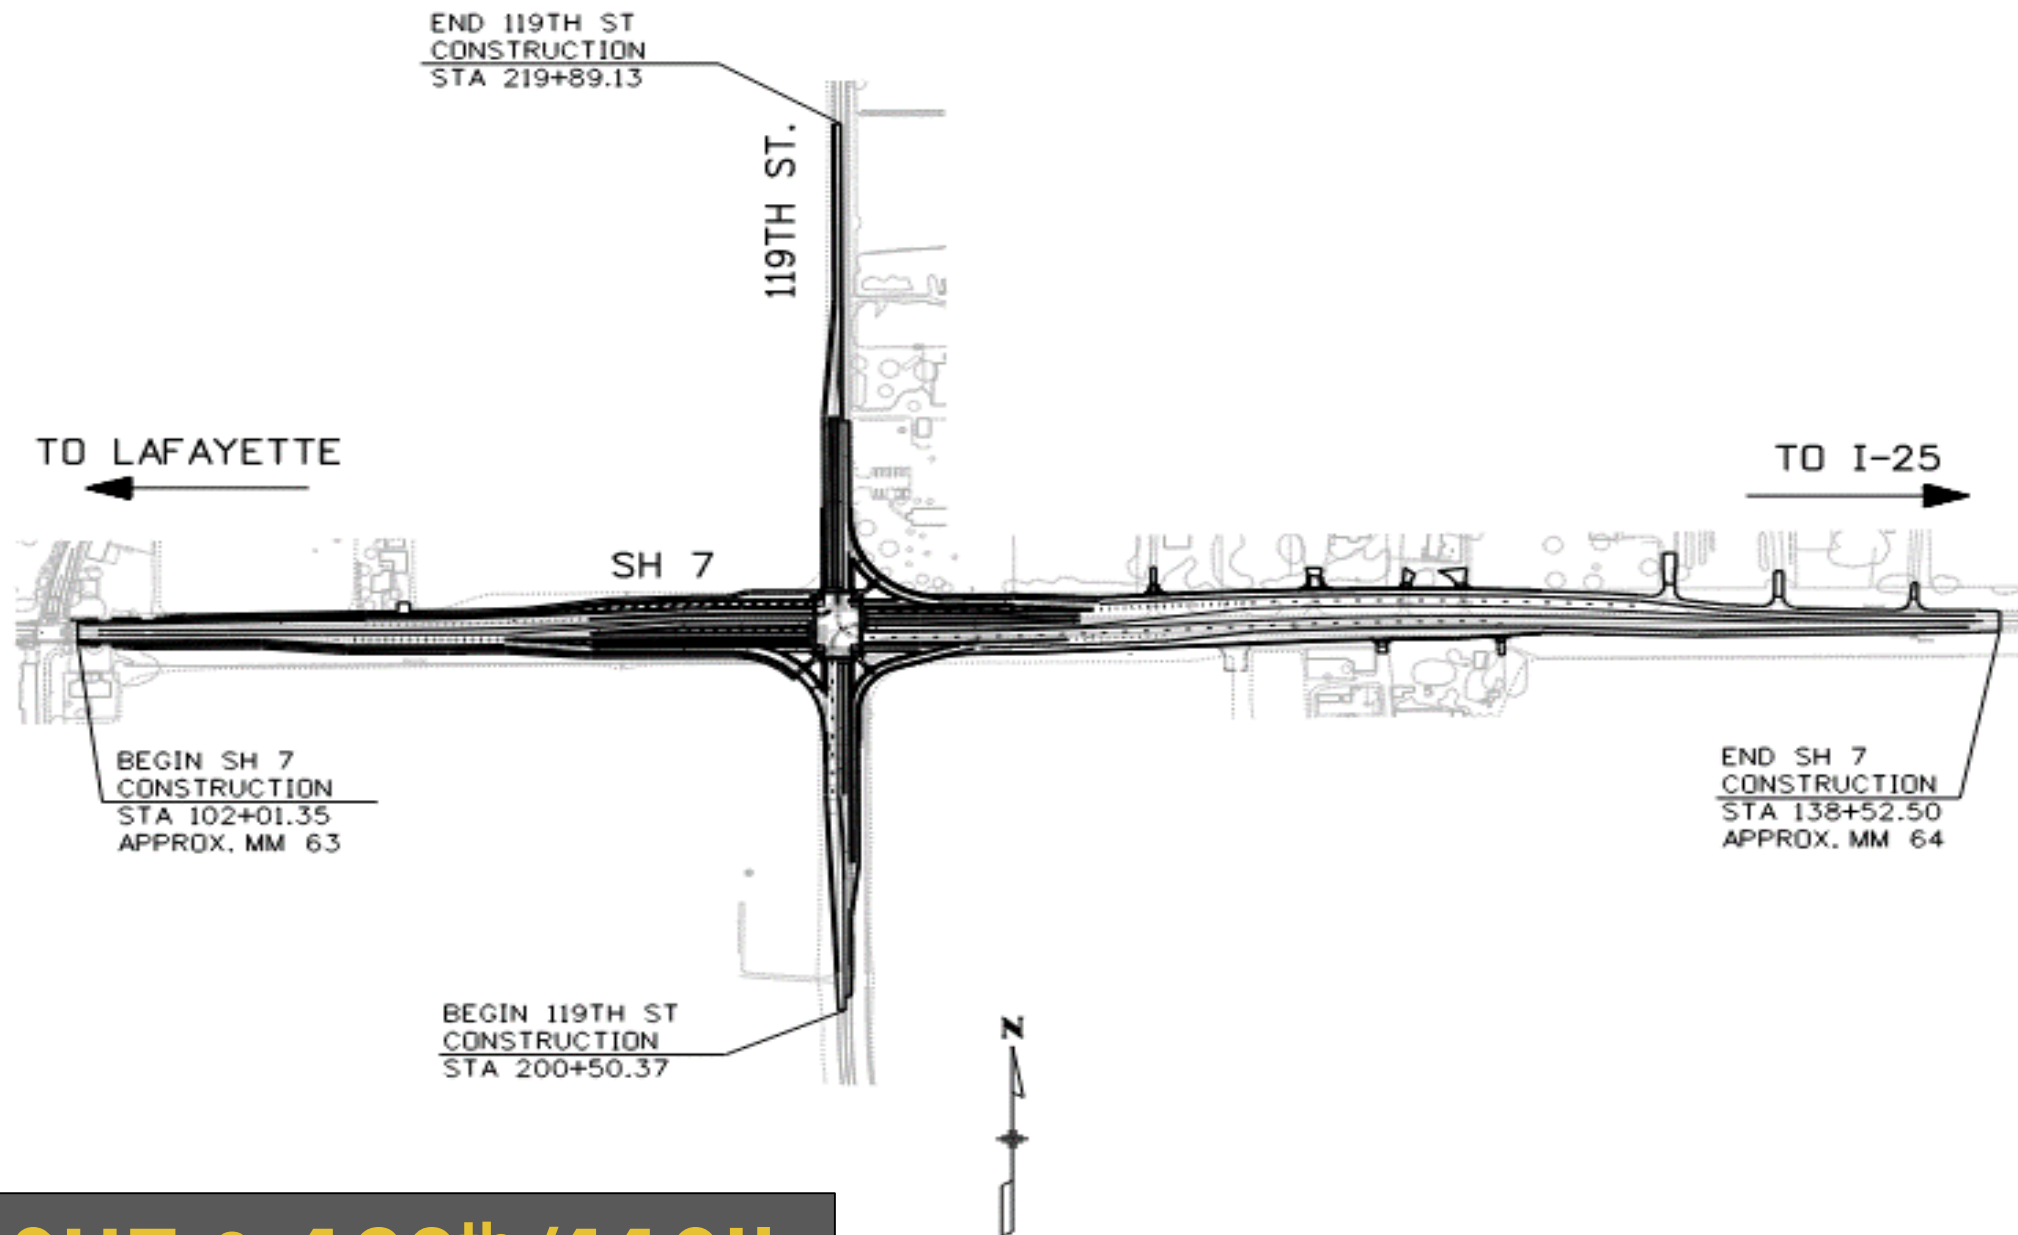 END 119TH ST
CONSTRUCTION
STA 219+89.13
119TH ST.
TO LAFAYETTE
TO I-25
SH 7
BEGIN SH 7
CONSTRUCTION
STA 102+01.35
APPROX. MM 63
END SH 7
CONSTRUCTION
STA 138+52.50
APPROX. MM 64
BEGIN 119TH ST
CONSTRUCTION
STA 200+50.37
N